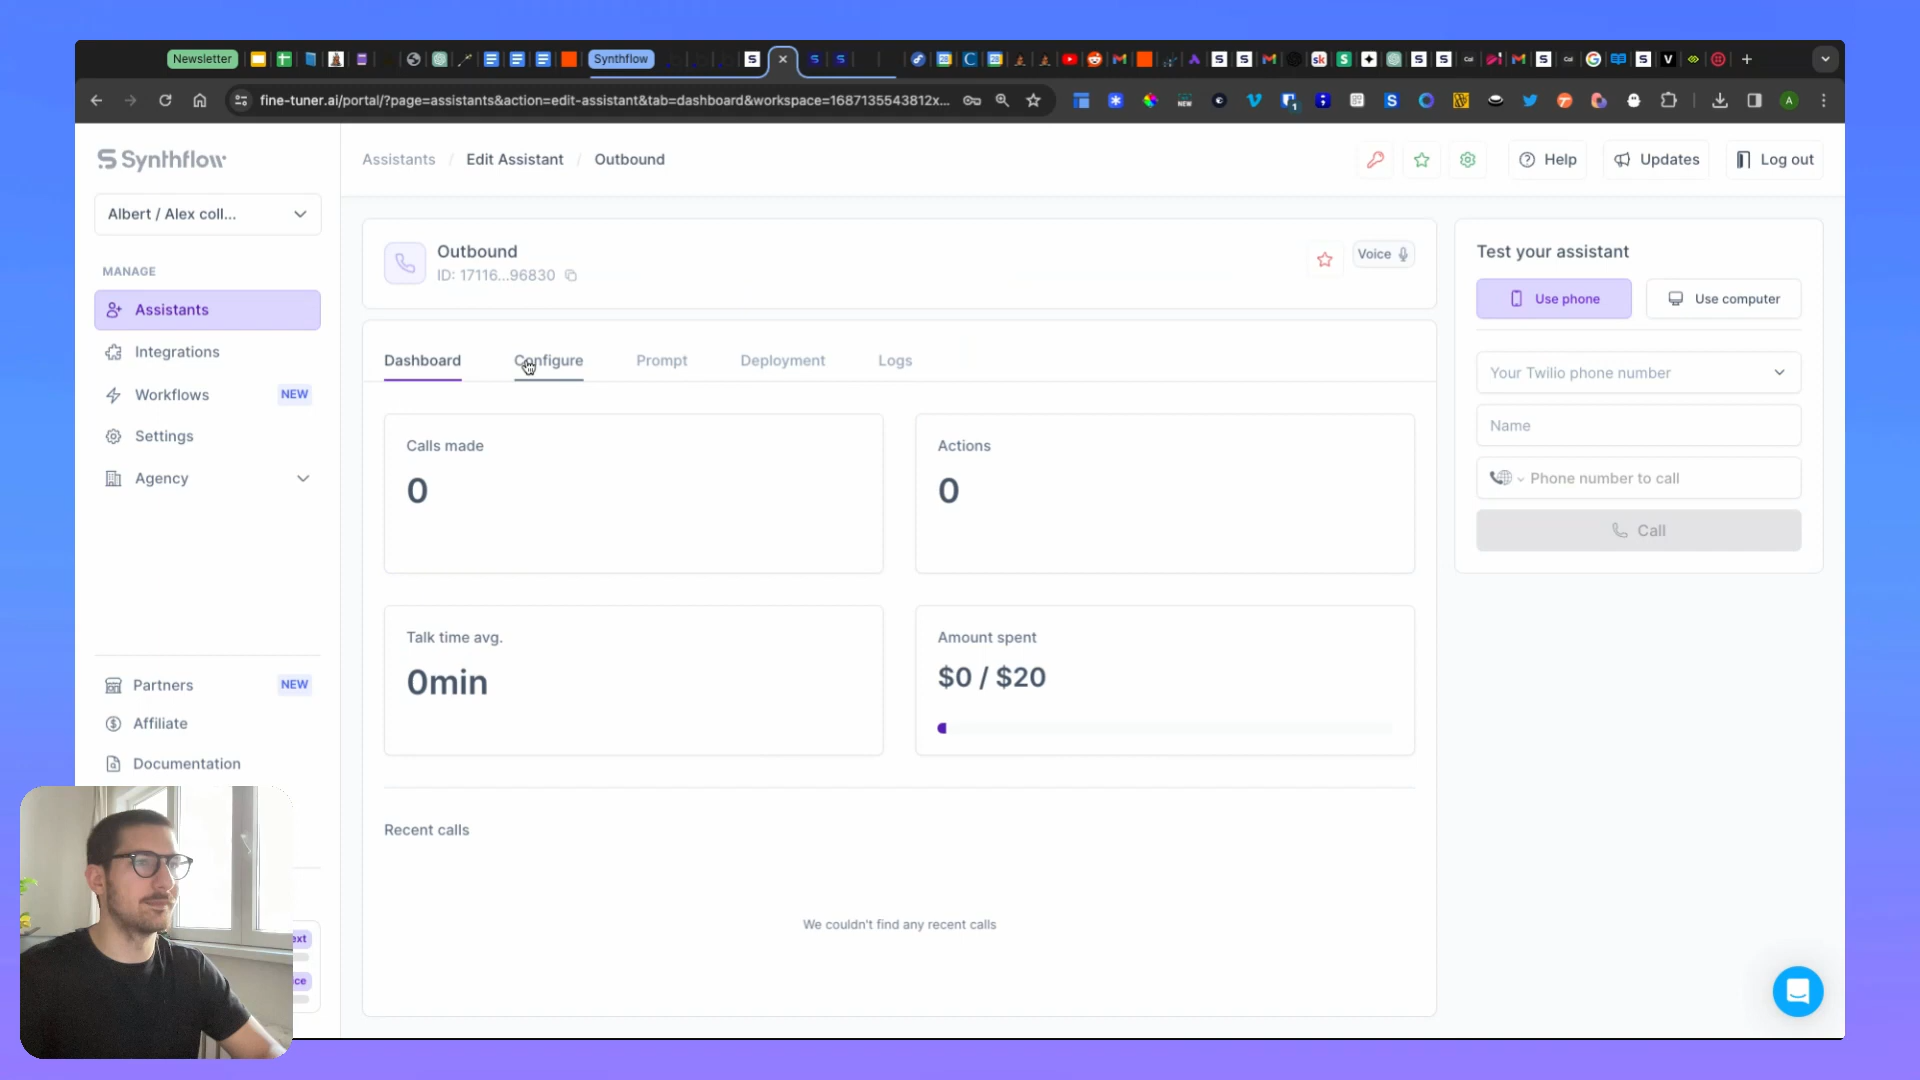 Newsletter
Synthflow
fine-tuner.ai/portal/?page=assistants&action=edit-assistant&tab=dashboard&workspace=1687135543812x...
Synthflow
Assistants / Edit Assistant / Outbound
Help
Updates
Log out
Albert / Alex coll...
MANAGE
Assistants
Integrations
Workflows NEW
Settings
Agency
Partners NEW
Affiliate
Documentation
ext
ce
Outbound
ID: 17116...96830
Voice
Dashboard Configure Prompt Deployment Logs
Calls made
0
Actions
0
Talk time avg.
0min
Amount spent
$0 / $20
Recent calls
We couldn't find any recent calls
Test your assistant
Use phone
Use computer
Your Twilio phone number
Name
Phone number to call
Call